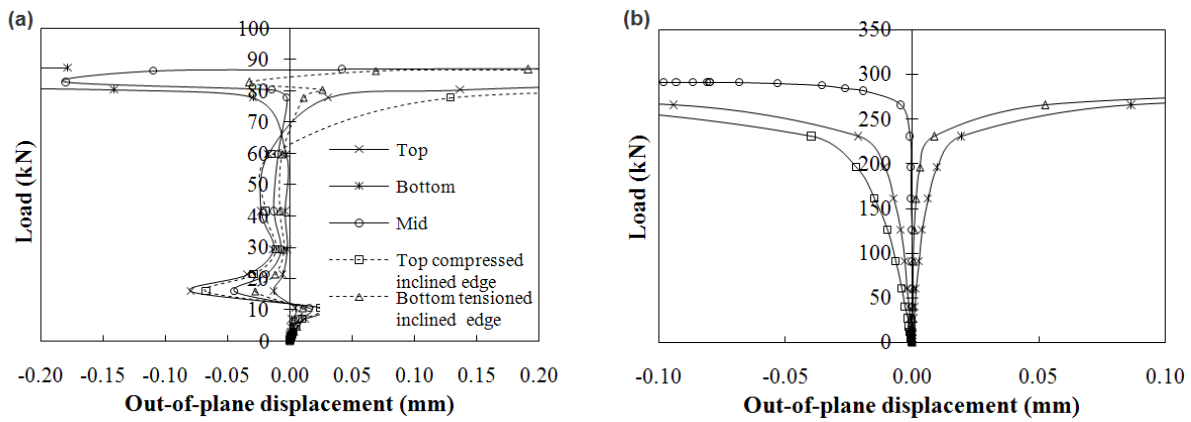 (a)
100
90
80
70
60
50
40
30
20
10
0
Load (kN)
Top
Bottom
Mid
Top compressed
inclined edge
Bottom tensioned
inclined edge
-0.20 -0.15 -0.10 -0.05 0.00 0.05 0.10 0.15 0.20
Out-of-plane displacement (mm)
(b)
350
300
250
200
150
100
50
0
Load (kN)
-0.10 -0.05 0.00 0.05 0.10
Out-of-plane displacement (mm)